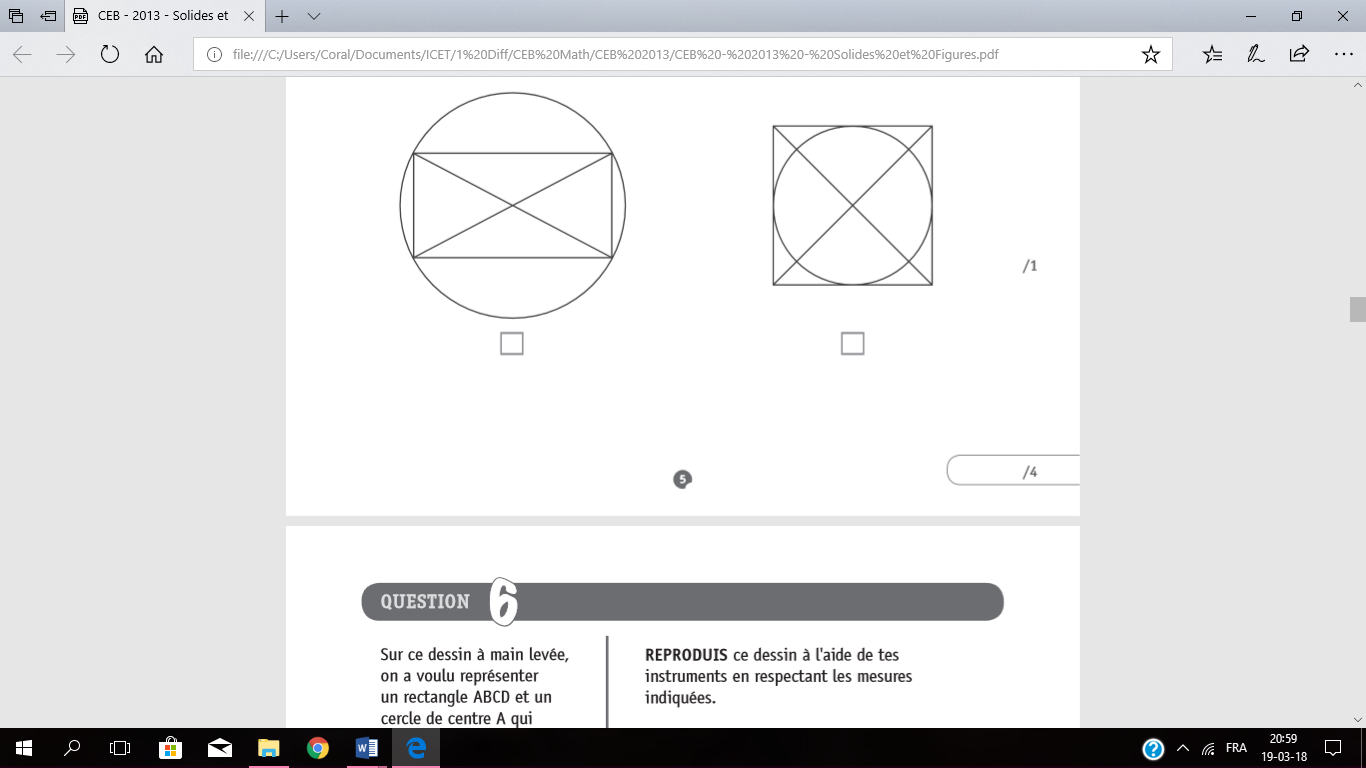 CEB - 2013 - Solides et
file:///C:/Users/Coral/Documents/ICET/1%20Diff/CEB%20Math/CEB%202013/CEB%20-%202013%20-%20Solides%20et%20Figures.pdf
/1
5
/4
QUESTION 6
Sur ce dessin à main levée,
on a voulu représenter
un rectangle ABCD et un
cercle de centre A qui
REPRODUIS ce dessin à l'aide de tes
instruments en respectant les mesures
indiquées.
FRA
20:59
19-03-18